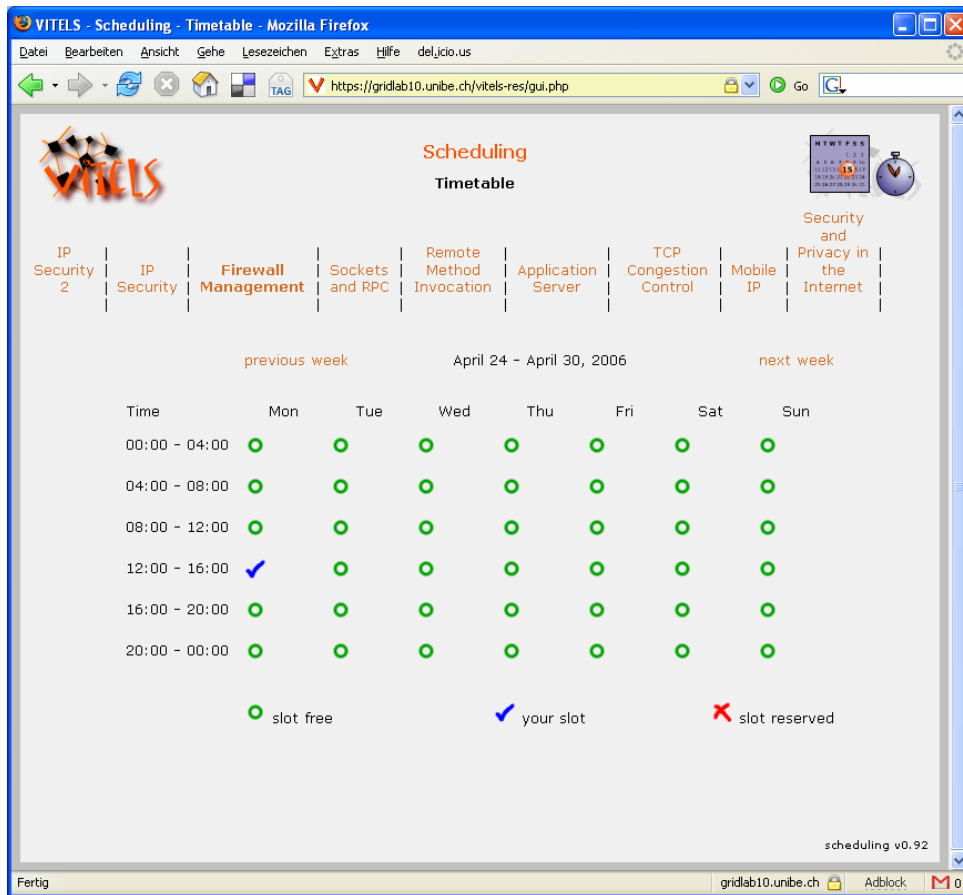 VITELS - Scheduling - Timetable - Mozilla Firefox
Datei Bearbeiten Ansicht Gehe Lesezeichen Extras Hilfe del.icio.us
TAG https://gridlab10.unibe.ch/vitels-res/gui.php Go G
VITELS
Scheduling
Timetable
M T W T F S S
15
IP Security 2 | IP Security | Firewall Management | Sockets and RPC | Remote Method Invocation | Application Server | TCP Congestion Control | Mobile IP | Security and Privacy in the Internet |
previous week April 24 - April 30, 2006 next week
Time Mon Tue Wed Thu Fri Sat Sun
00:00 - 04:00
04:00 - 08:00
08:00 - 12:00
12:00 - 16:00
16:00 - 20:00
20:00 - 00:00
slot free your slot slot reserved
scheduling v0.92
Fertig gridlab10.unibe.ch Adblock 0